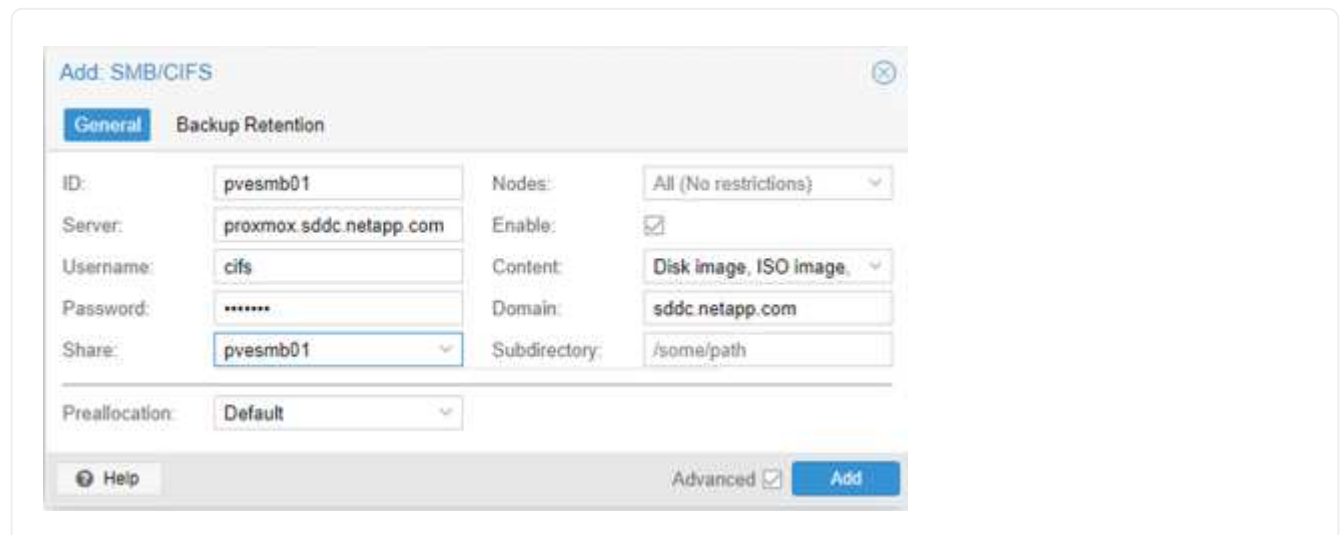 Add: SMB/CIFS
General Backup Retention
ID: pvesmb01 Nodes: All (No restrictions)
Server: proxmox.sddc.netapp.com Enable:
Username: cifs Content: Disk image, ISO image,
Password: ••••••• Domain: sddc.netapp.com
Share: pvesmb01 Subdirectory: /some/path
Preallocation: Default
Help Advanced Add